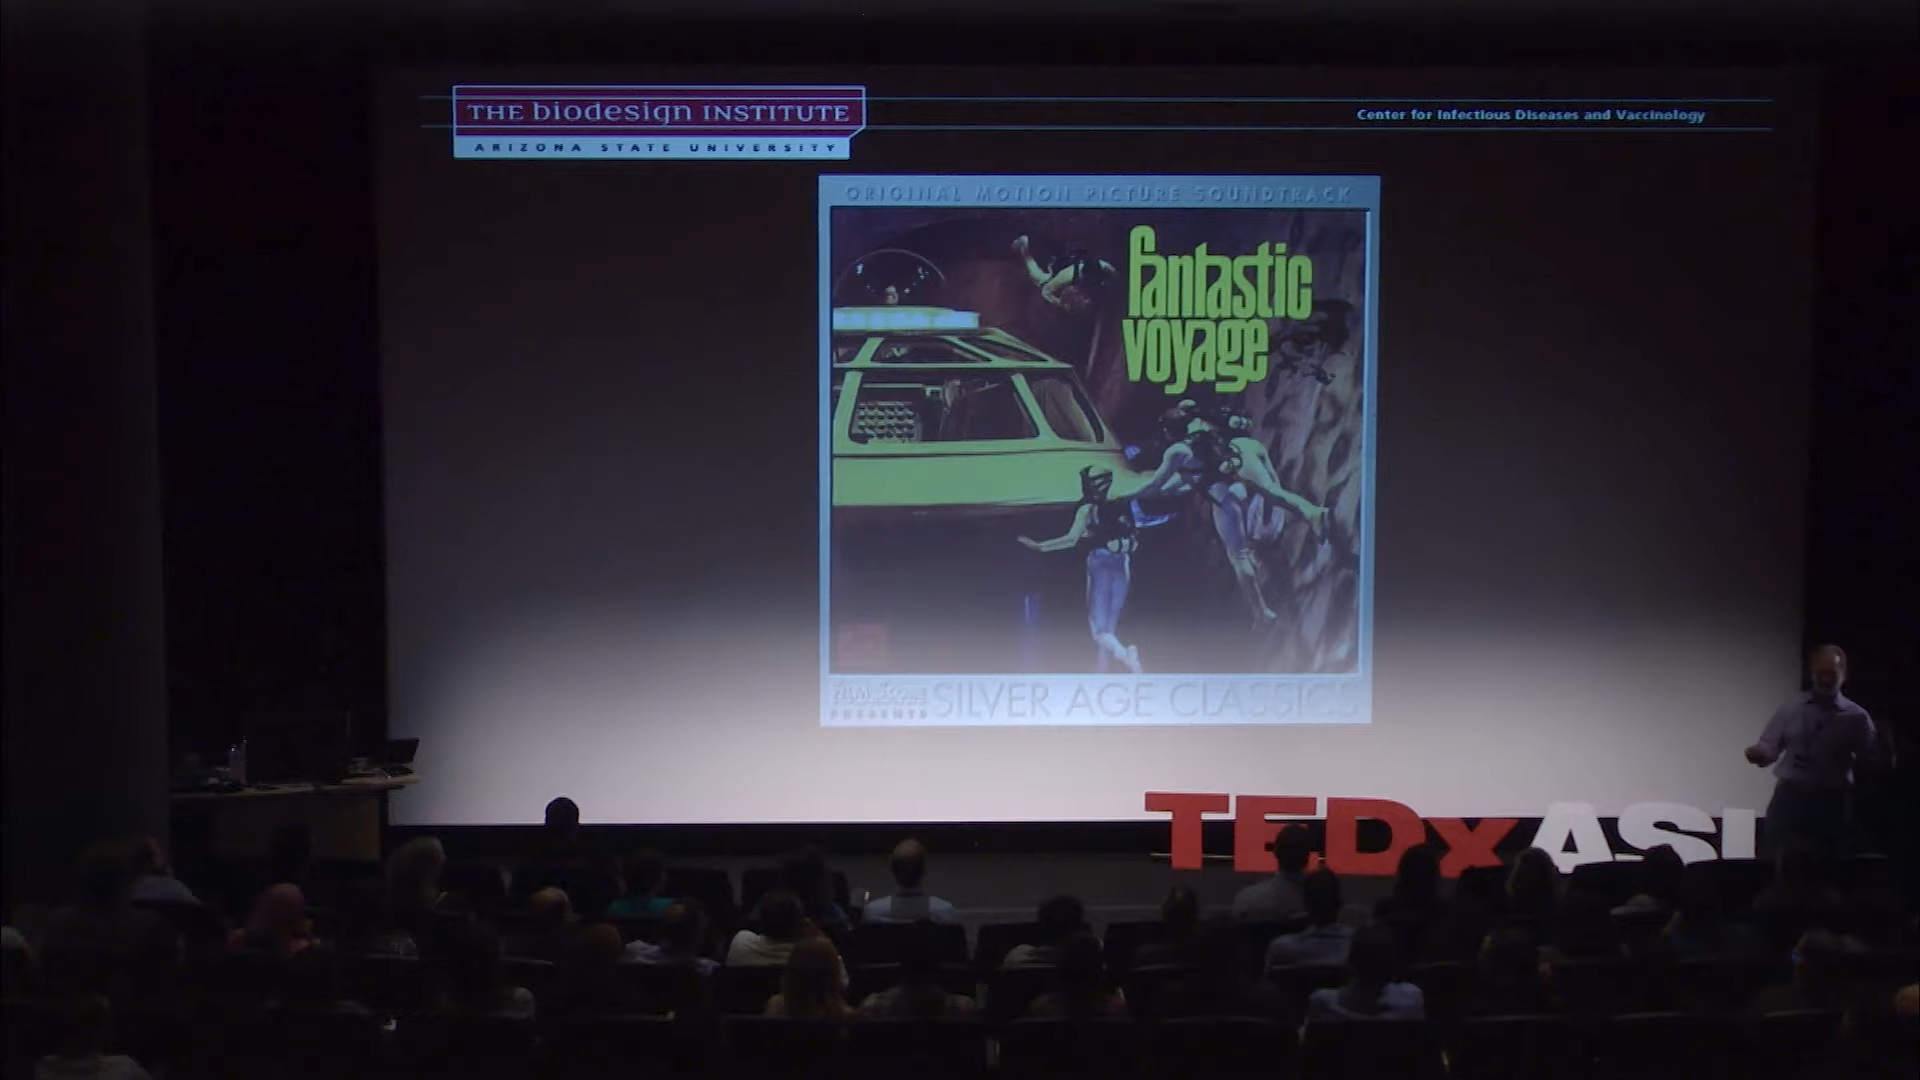 THE biodesign INSTITUTE
ARIZONA STATE UNIVERSITY
Center for Infectious Diseases and Vaccinology
ORIGINAL MOTION PICTURE SOUNDTRACK
fantastic
voyage
PRESENTS
SILVER AGE CLASSICS
TEDxASU